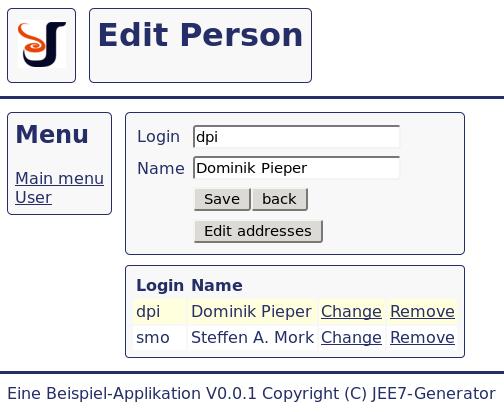 Edit Person
Menu
Main menu
User
Login dpi
Name Dominik Pieper
Save back
Edit addresses
Login Name
dpi Dominik Pieper Change Remove
smo Steffen A. Mork Change Remove
Eine Beispiel-Applikation V0.0.1 Copyright (C) JEE7-Generator